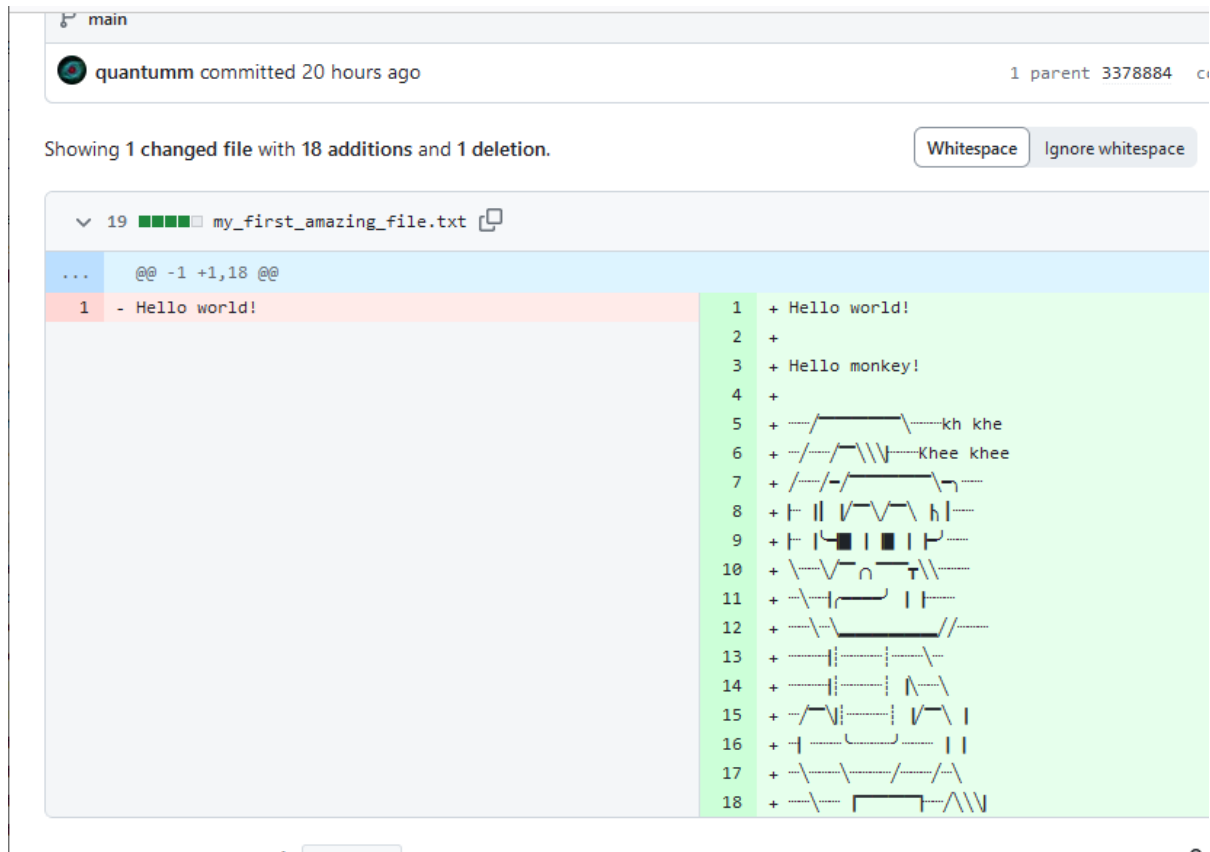 main
quantumm committed 20 hours ago
1 parent 3378884
Showing 1 changed file with 18 additions and 1 deletion.
Whitespace
Ignore whitespace
19 my_first_amazing_file.txt
... @@ -1 +1,18 @@
1 - Hello world!
1 + Hello world!
2 +
3 + Hello monkey!
4 +
5 + kh khe
6 + Khee khee
7 +
8 +
9 +
10 +
11 +
12 +
13 +
14 +
15 +
16 +
17 +
18 +